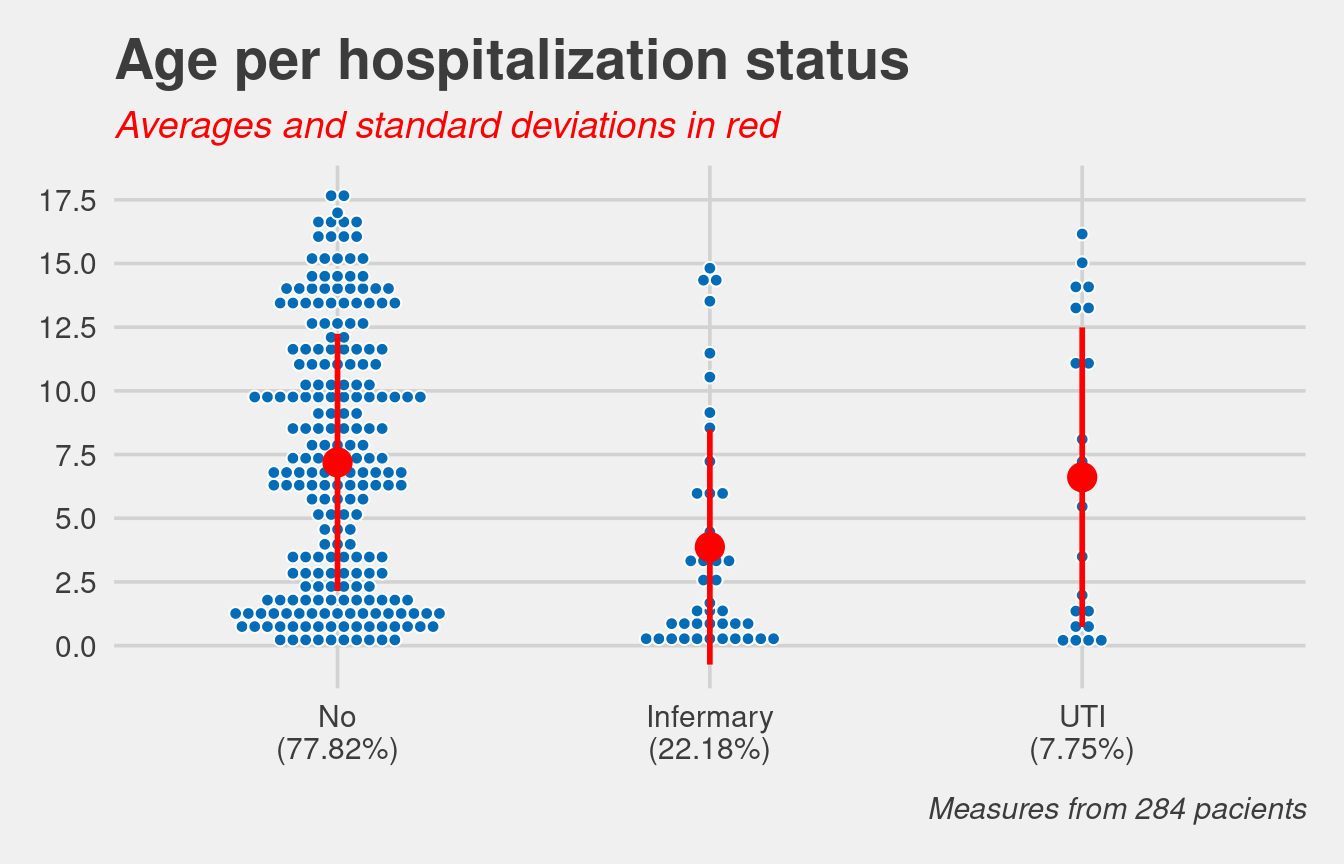 Age per hospitalization status
Averages and standard deviations in red
17.5
15.0
12.5
10.0
7.5
5.0
2.5
0.0
No
(77.82%)
Infermary
(22.18%)
UTI
(7.75%)
Measures from 284 pacients